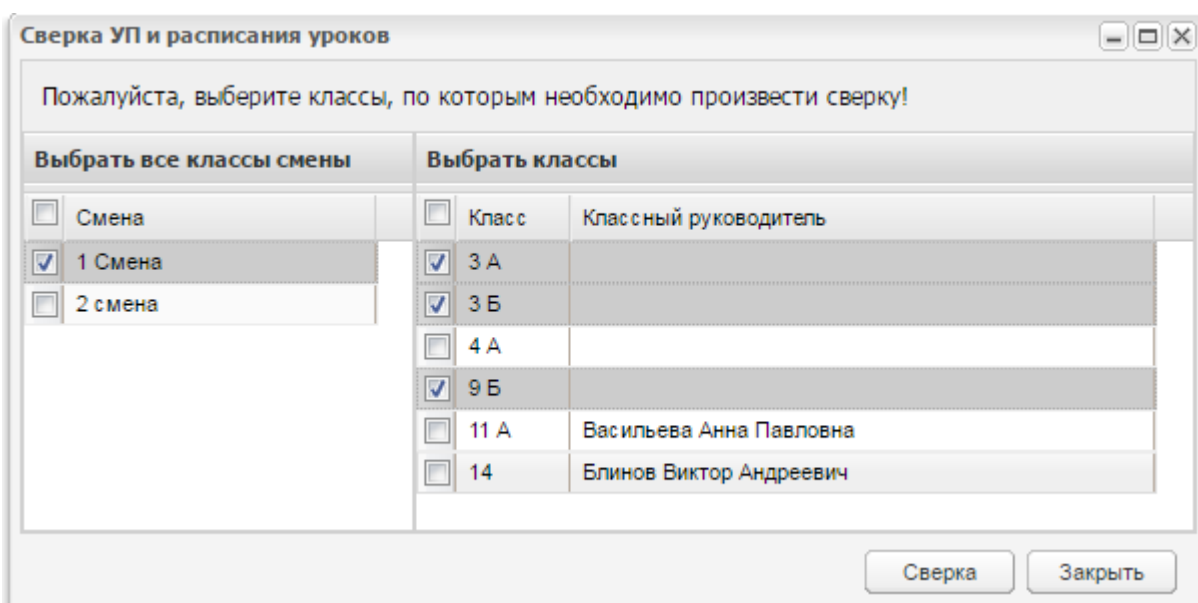 Сверка УП и расписания уроков
Пожалуйста, выберите классы, по которым необходимо произвести сверку!
Выбрать все классы смены Выбрать классы
Смена Класс Классный руководитель
1 Смена 3 А
2 смена 3 Б
4 А
9 Б
11 А Васильева Анна Павловна
14 Блинов Виктор Андреевич
Сверка Закрыть